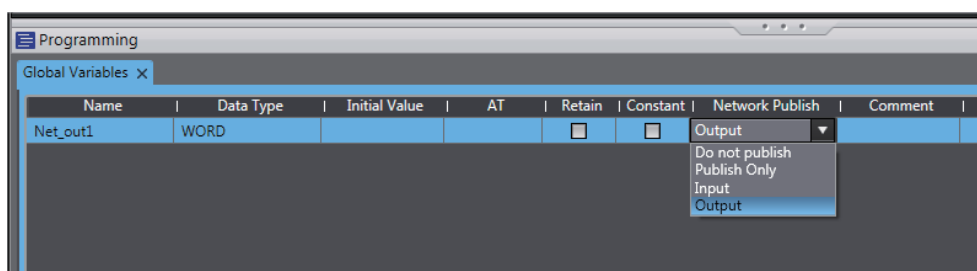 Programming
Global Variables X
Name | Data Type | Initial Value | AT | Retain | Constant | Network Publish | Comment |
Net_out1 WORD Output
Do not publish
Publish Only
Input
Output